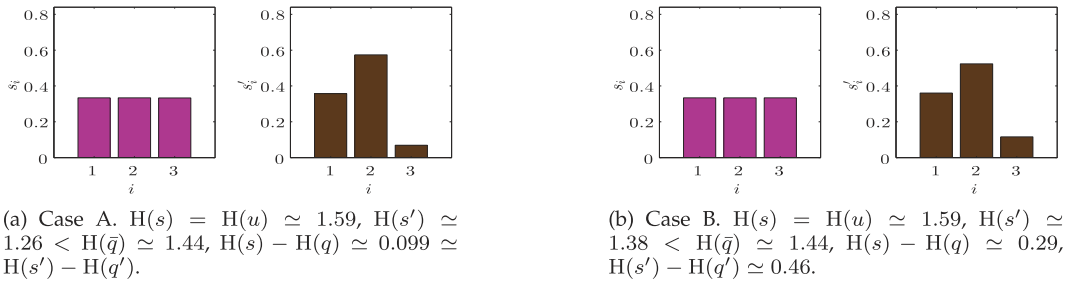 0.8
0.6
0.4
0.2
0
s_i
1 2 3
i
0.8
0.6
0.4
0.2
0
s′_i
1 2 3
i
(a) Case A. H(s) = H(u) ≃ 1.59, H(s′) ≃
1.26 < H(q̄) ≃ 1.44, H(s) − H(q) ≃ 0.099 ≃
H(s′) − H(q′).
0.8
0.6
0.4
0.2
0
s_i
1 2 3
i
0.8
0.6
0.4
0.2
0
s′_i
1 2 3
i
(b) Case B. H(s) = H(u) ≃ 1.59, H(s′) ≃
1.38 < H(q̄) ≃ 1.44, H(s) − H(q) ≃ 0.29,
H(s′) − H(q′) ≃ 0.46.